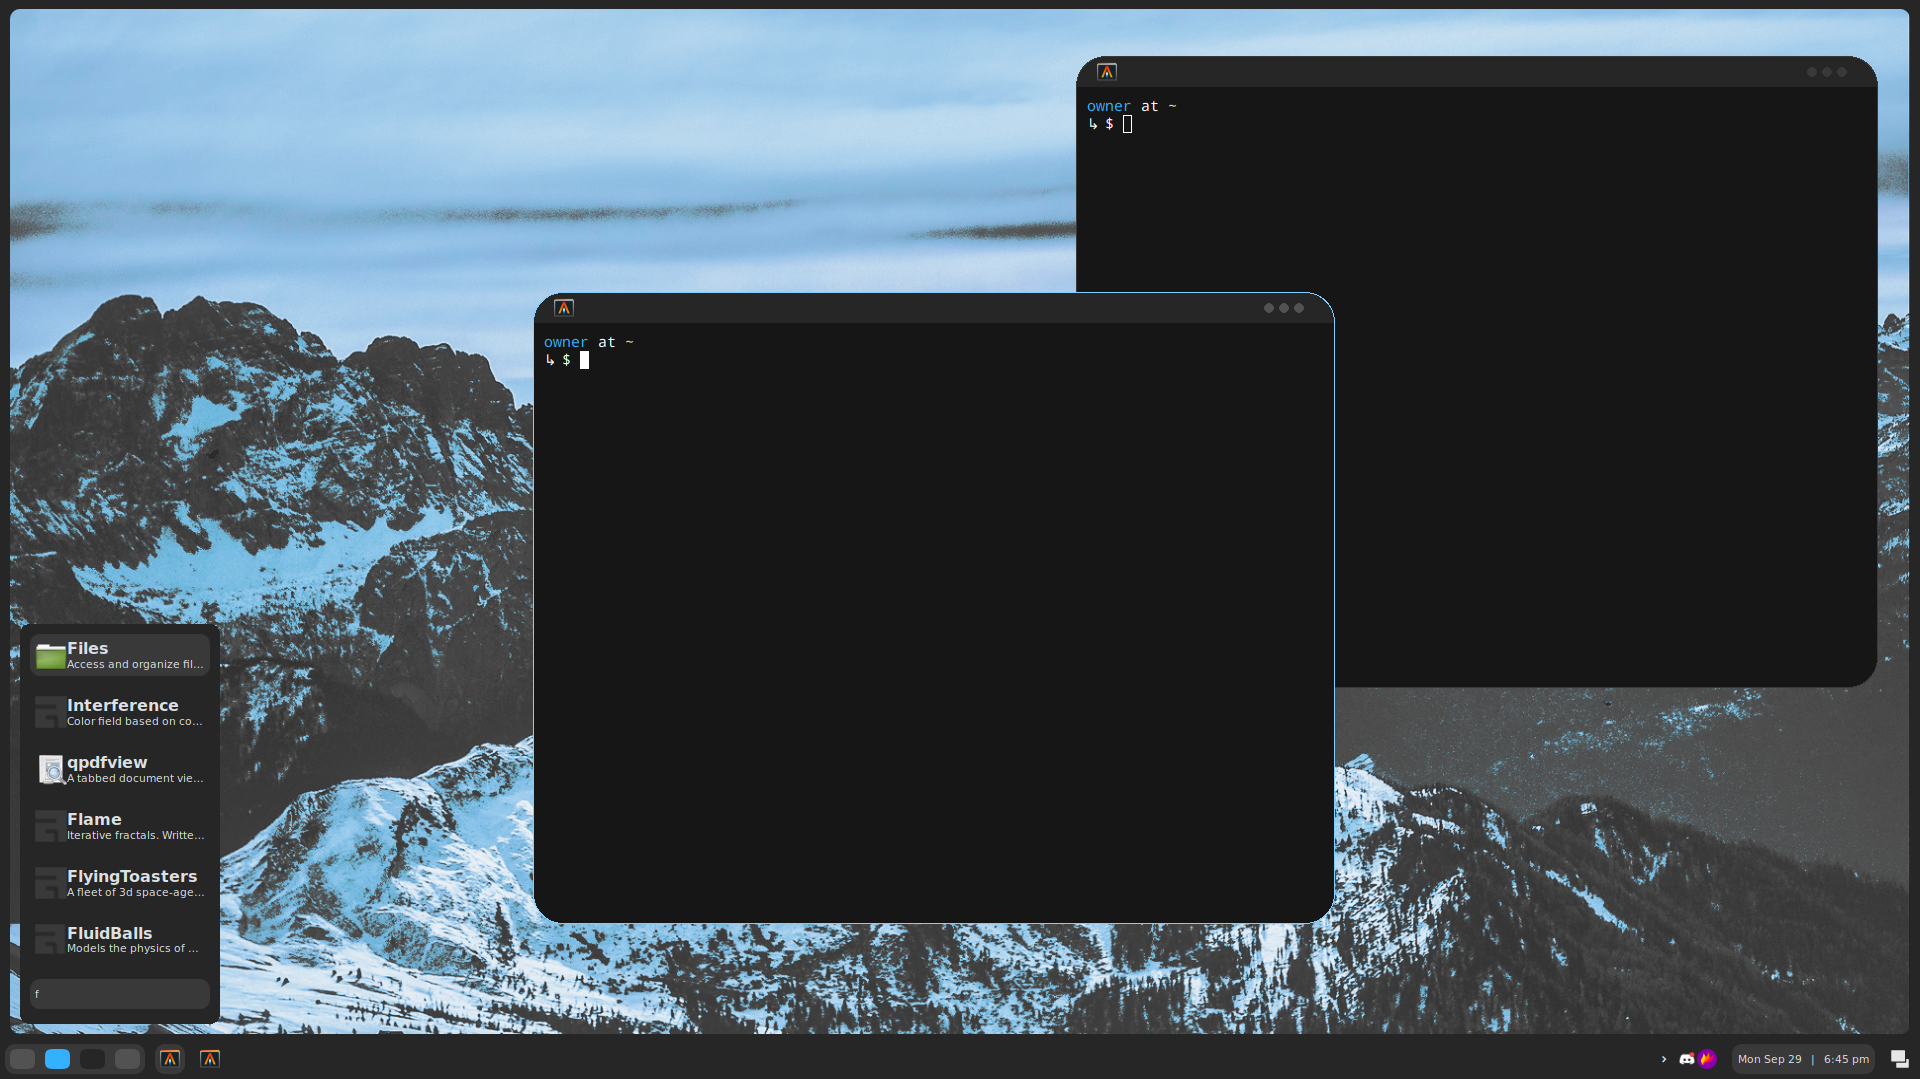 owner at ~
↳ $
owner at ~
↳ $
Files
Access and organize fil...
Interference
Color field based on co...
qpdfview
A tabbed document vie...
Flame
Iterative fractals. Writte...
FlyingToasters
A fleet of 3d space-age...
FluidBalls
Models the physics of ...
f
Mon Sep 29 | 6:45 pm